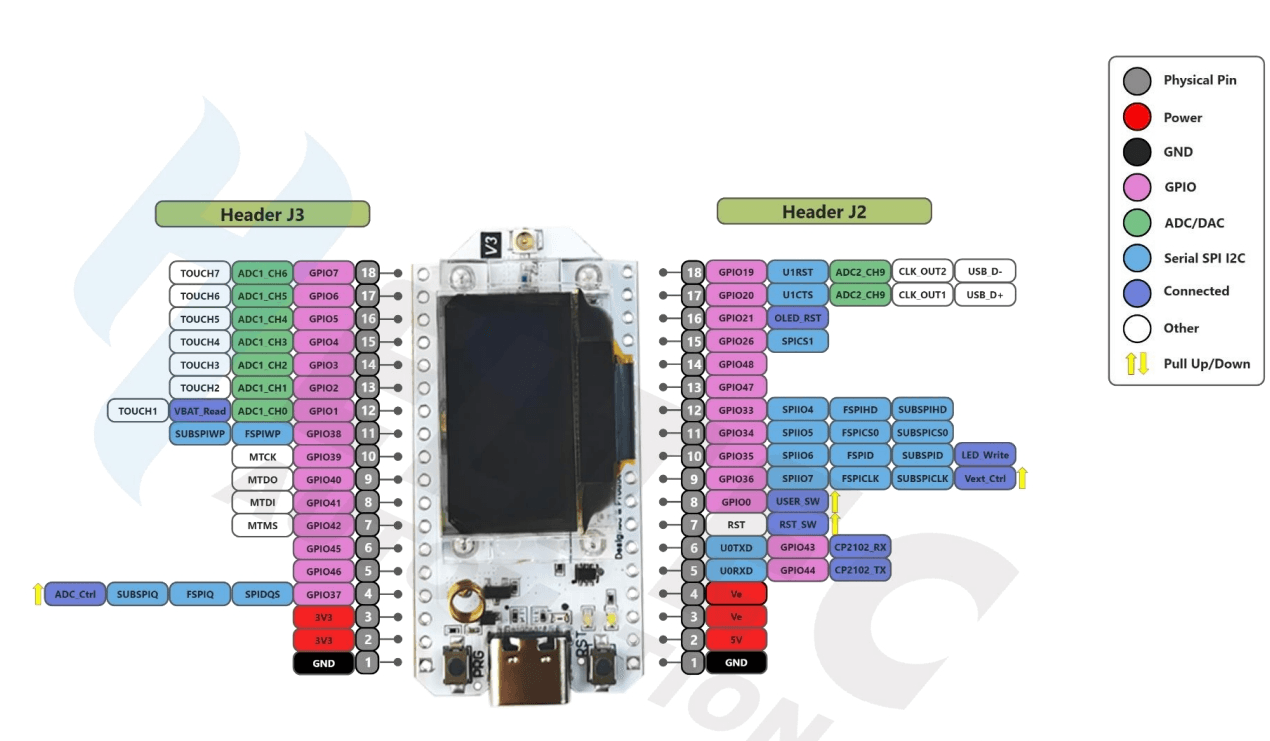 Header J3
Header J2
V3
TOUCH7 ADC1_CH6 GPIO7 18
TOUCH6 ADC1_CH5 GPIO6 17
TOUCH5 ADC1_CH4 GPIO5 16
TOUCH4 ADC1_CH3 GPIO4 15
TOUCH3 ADC1_CH2 GPIO3 14
TOUCH2 ADC1_CH1 GPIO2 13
TOUCH1 VBAT_Read ADC1_CH0 GPIO1 12
SUBSPIWP FSPIWP GPIO38 11
MTCK GPIO39 10
MTDO GPIO40 9
MTDI GPIO41 8
MTMS GPIO42 7
GPIO45 6
GPIO46 5
ADC_Ctrl SUBSPIQ FSPIQ SPIDQS GPIO37 4
3V3 3
3V3 2
GND 1
PRG
RST
18 GPIO19 U1RST ADC2_CH9 CLK_OUT2 USB_D-
17 GPIO20 U1CTS ADC2_CH9 CLK_OUT1 USB_D+
16 GPIO21 OLED_RST
15 GPIO26 SPICS1
14 GPIO48
13 GPIO47
12 GPIO33 SPIIO4 FSPIHD SUBSPIHD
11 GPIO34 SPIIO5 FSPICS0 SUBSPICS0
10 GPIO35 SPIIO6 FSPID SUBSPID LED_Write
9 GPIO36 SPIIO7 FSPICLK SUBSPICLK Vext_Ctrl
8 GPIO0 USER_SW
7 RST RST_SW
6 U0TXD GPIO43 CP2102_RX
5 U0RXD GPIO44 CP2102_TX
4 Ve
3 Ve
2 5V
1 GND
Physical Pin
Power
GND
GPIO
ADC/DAC
Serial SPI I2C
Connected
Other
Pull Up/Down